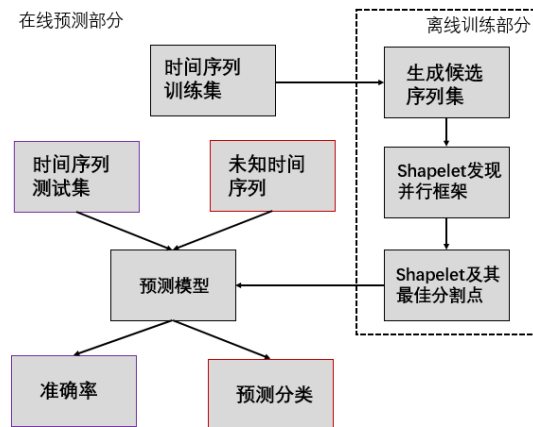 在线预测部分
离线训练部分
时间序列
训练集
生成候选
序列集
时间序列
测试集
未知时间
序列
Shapelet发现
并行框架
预测模型
Shapelet及其
最佳分割点
准确率
预测分类